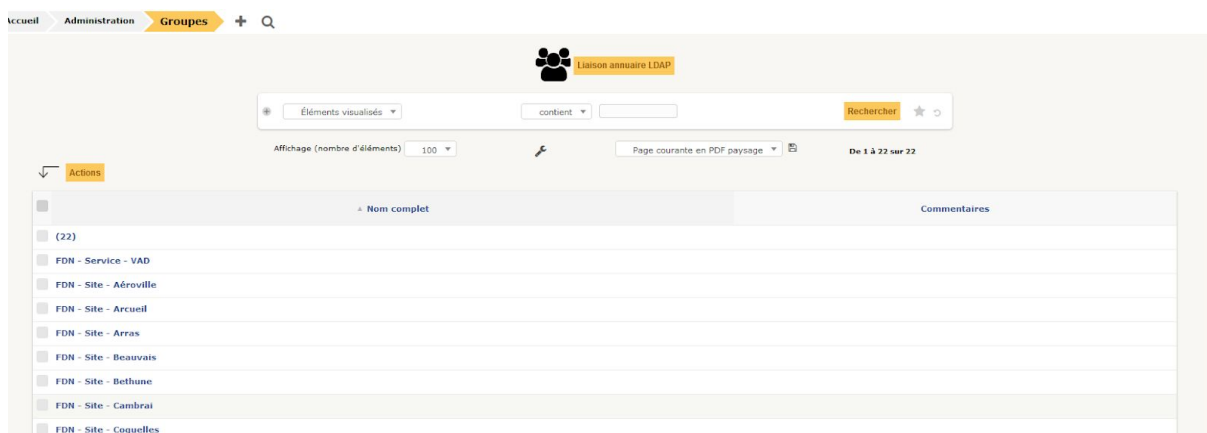 Accueil Administration Groupes
Liaison annuaire LDAP
Éléments visualisés contient Rechercher
Affichage (nombre d'éléments) 100 Page courante en PDF paysage De 1 à 22 sur 22
Actions
Nom complet Commentaires
(22)
FDN - Service - VAD
FDN - Site - Aéroville
FDN - Site - Arcueil
FDN - Site - Arras
FDN - Site - Beauvais
FDN - Site - Bethune
FDN - Site - Cambrai
FDN - Site - Coquelles